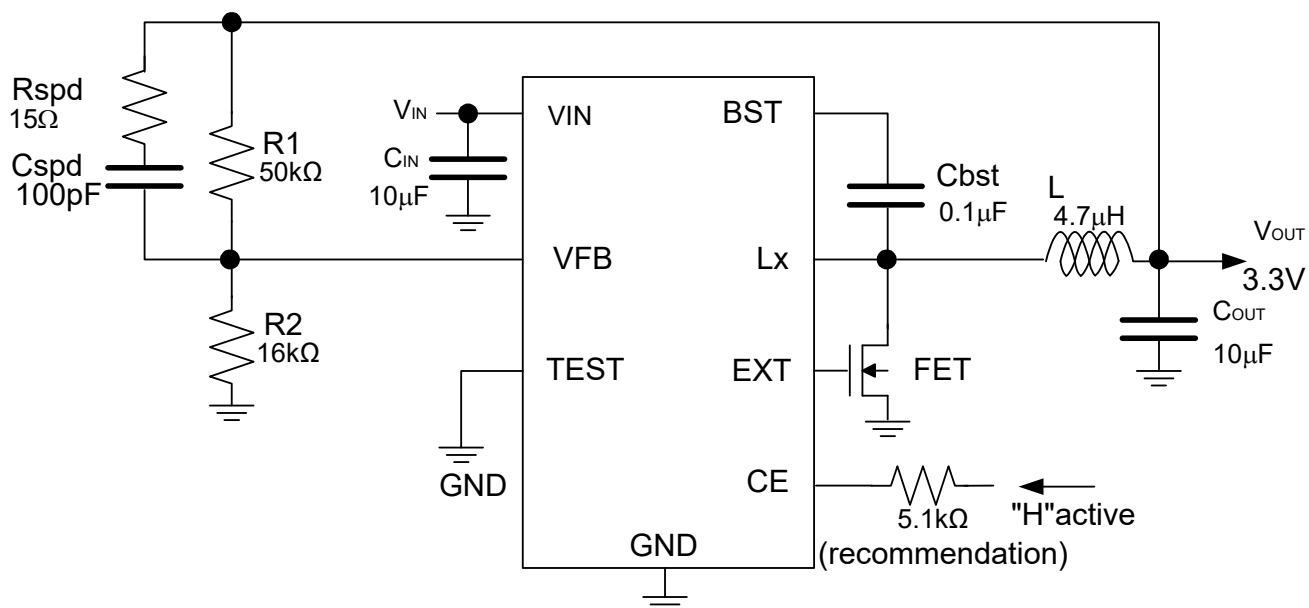 Rspd
15Ω
Cspd
100pF
R1
50kΩ
R2
16kΩ
VIN
CIN
10μF
VIN
BST
VFB
Lx
TEST
EXT
CE
GND
GND
Cbst
0.1μF
L
4.7μH
VOUT
3.3V
COUT
10μF
FET
5.1kΩ
"H"active
(recommendation)